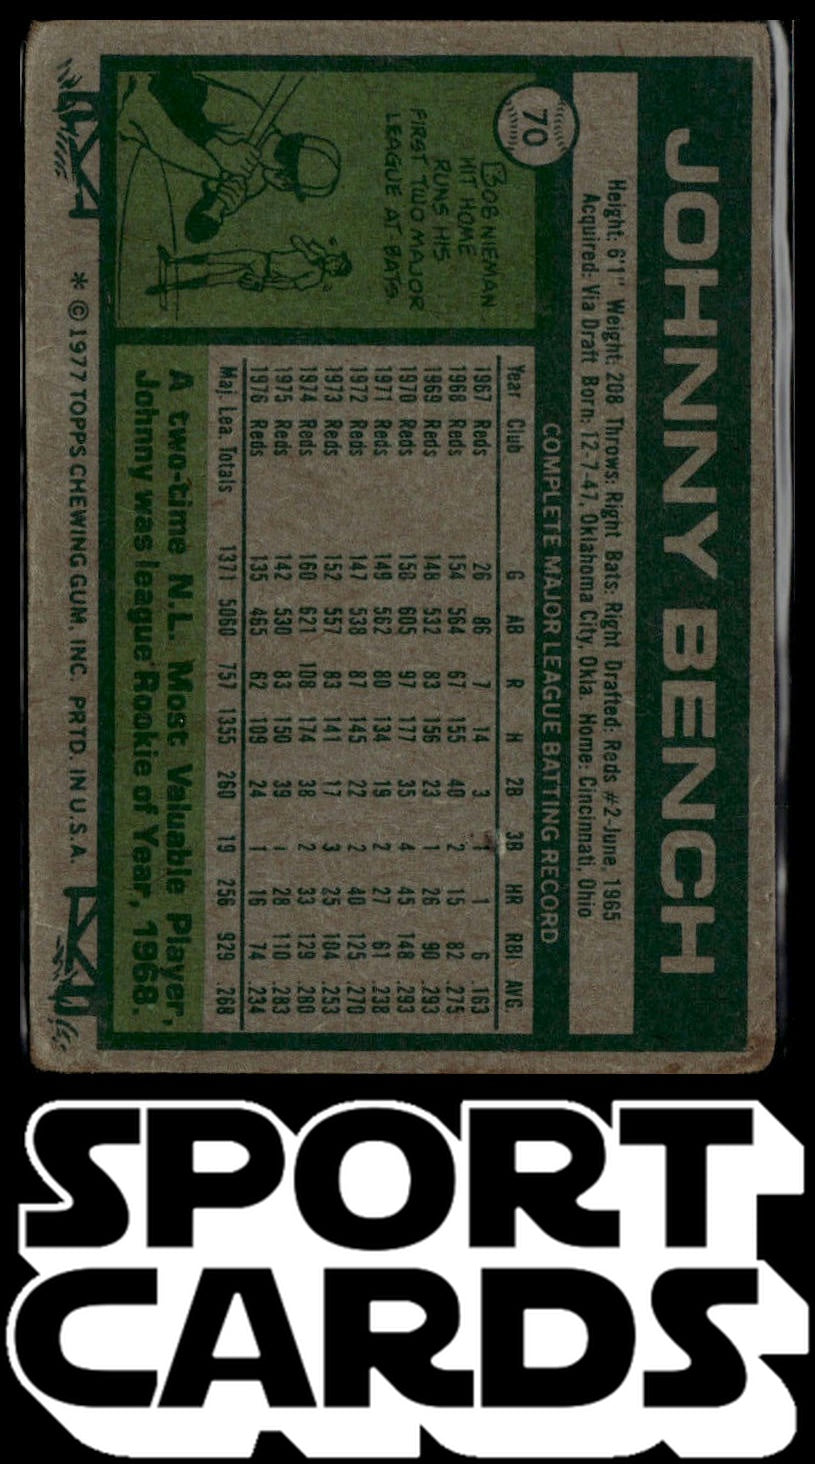 JOHNNY BENCH
70
Height: 6'1" Weight: 208 Throws: Right Bats: Right Drafted: Reds #2-June, 1965
Acquired: Via Draft Born: 12-7-47, Oklahoma City, Okla. Home: Cincinnati, Ohio
BOB NIEMAN
HIT HOME
RUNS HIS
FIRST TWO MAJOR
LEAGUE AT BATS.
COMPLETE MAJOR LEAGUE BATTING RECORD
Year Club G AB R H 2B 3B HR RBI AVG.
1967 Reds 26 86 7 14 3 1 1 6 .163
1968 Reds 154 564 67 155 40 2 15 82 .275
1969 Reds 148 532 83 156 23 1 26 90 .293
1970 Reds 158 605 97 177 35 4 45 148 .293
1971 Reds 149 562 80 134 19 2 27 61 .238
1972 Reds 147 538 87 145 22 2 40 125 .270
1973 Reds 152 557 83 141 17 3 25 104 .253
1974 Reds 160 621 108 174 38 2 33 129 .280
1975 Reds 142 530 83 150 39 1 28 110 .283
1976 Reds 135 465 62 109 24 1 16 74 .234
Maj. Lea. Totals 1371 5060 757 1355 260 19 256 929 .268
A two-time N.L. Most Valuable Player,
Johnny was league Rookie of Year, 1968.
* © 1977 TOPPS CHEWING GUM, INC. PRTD. IN U.S.A.
SPORT
CARDS